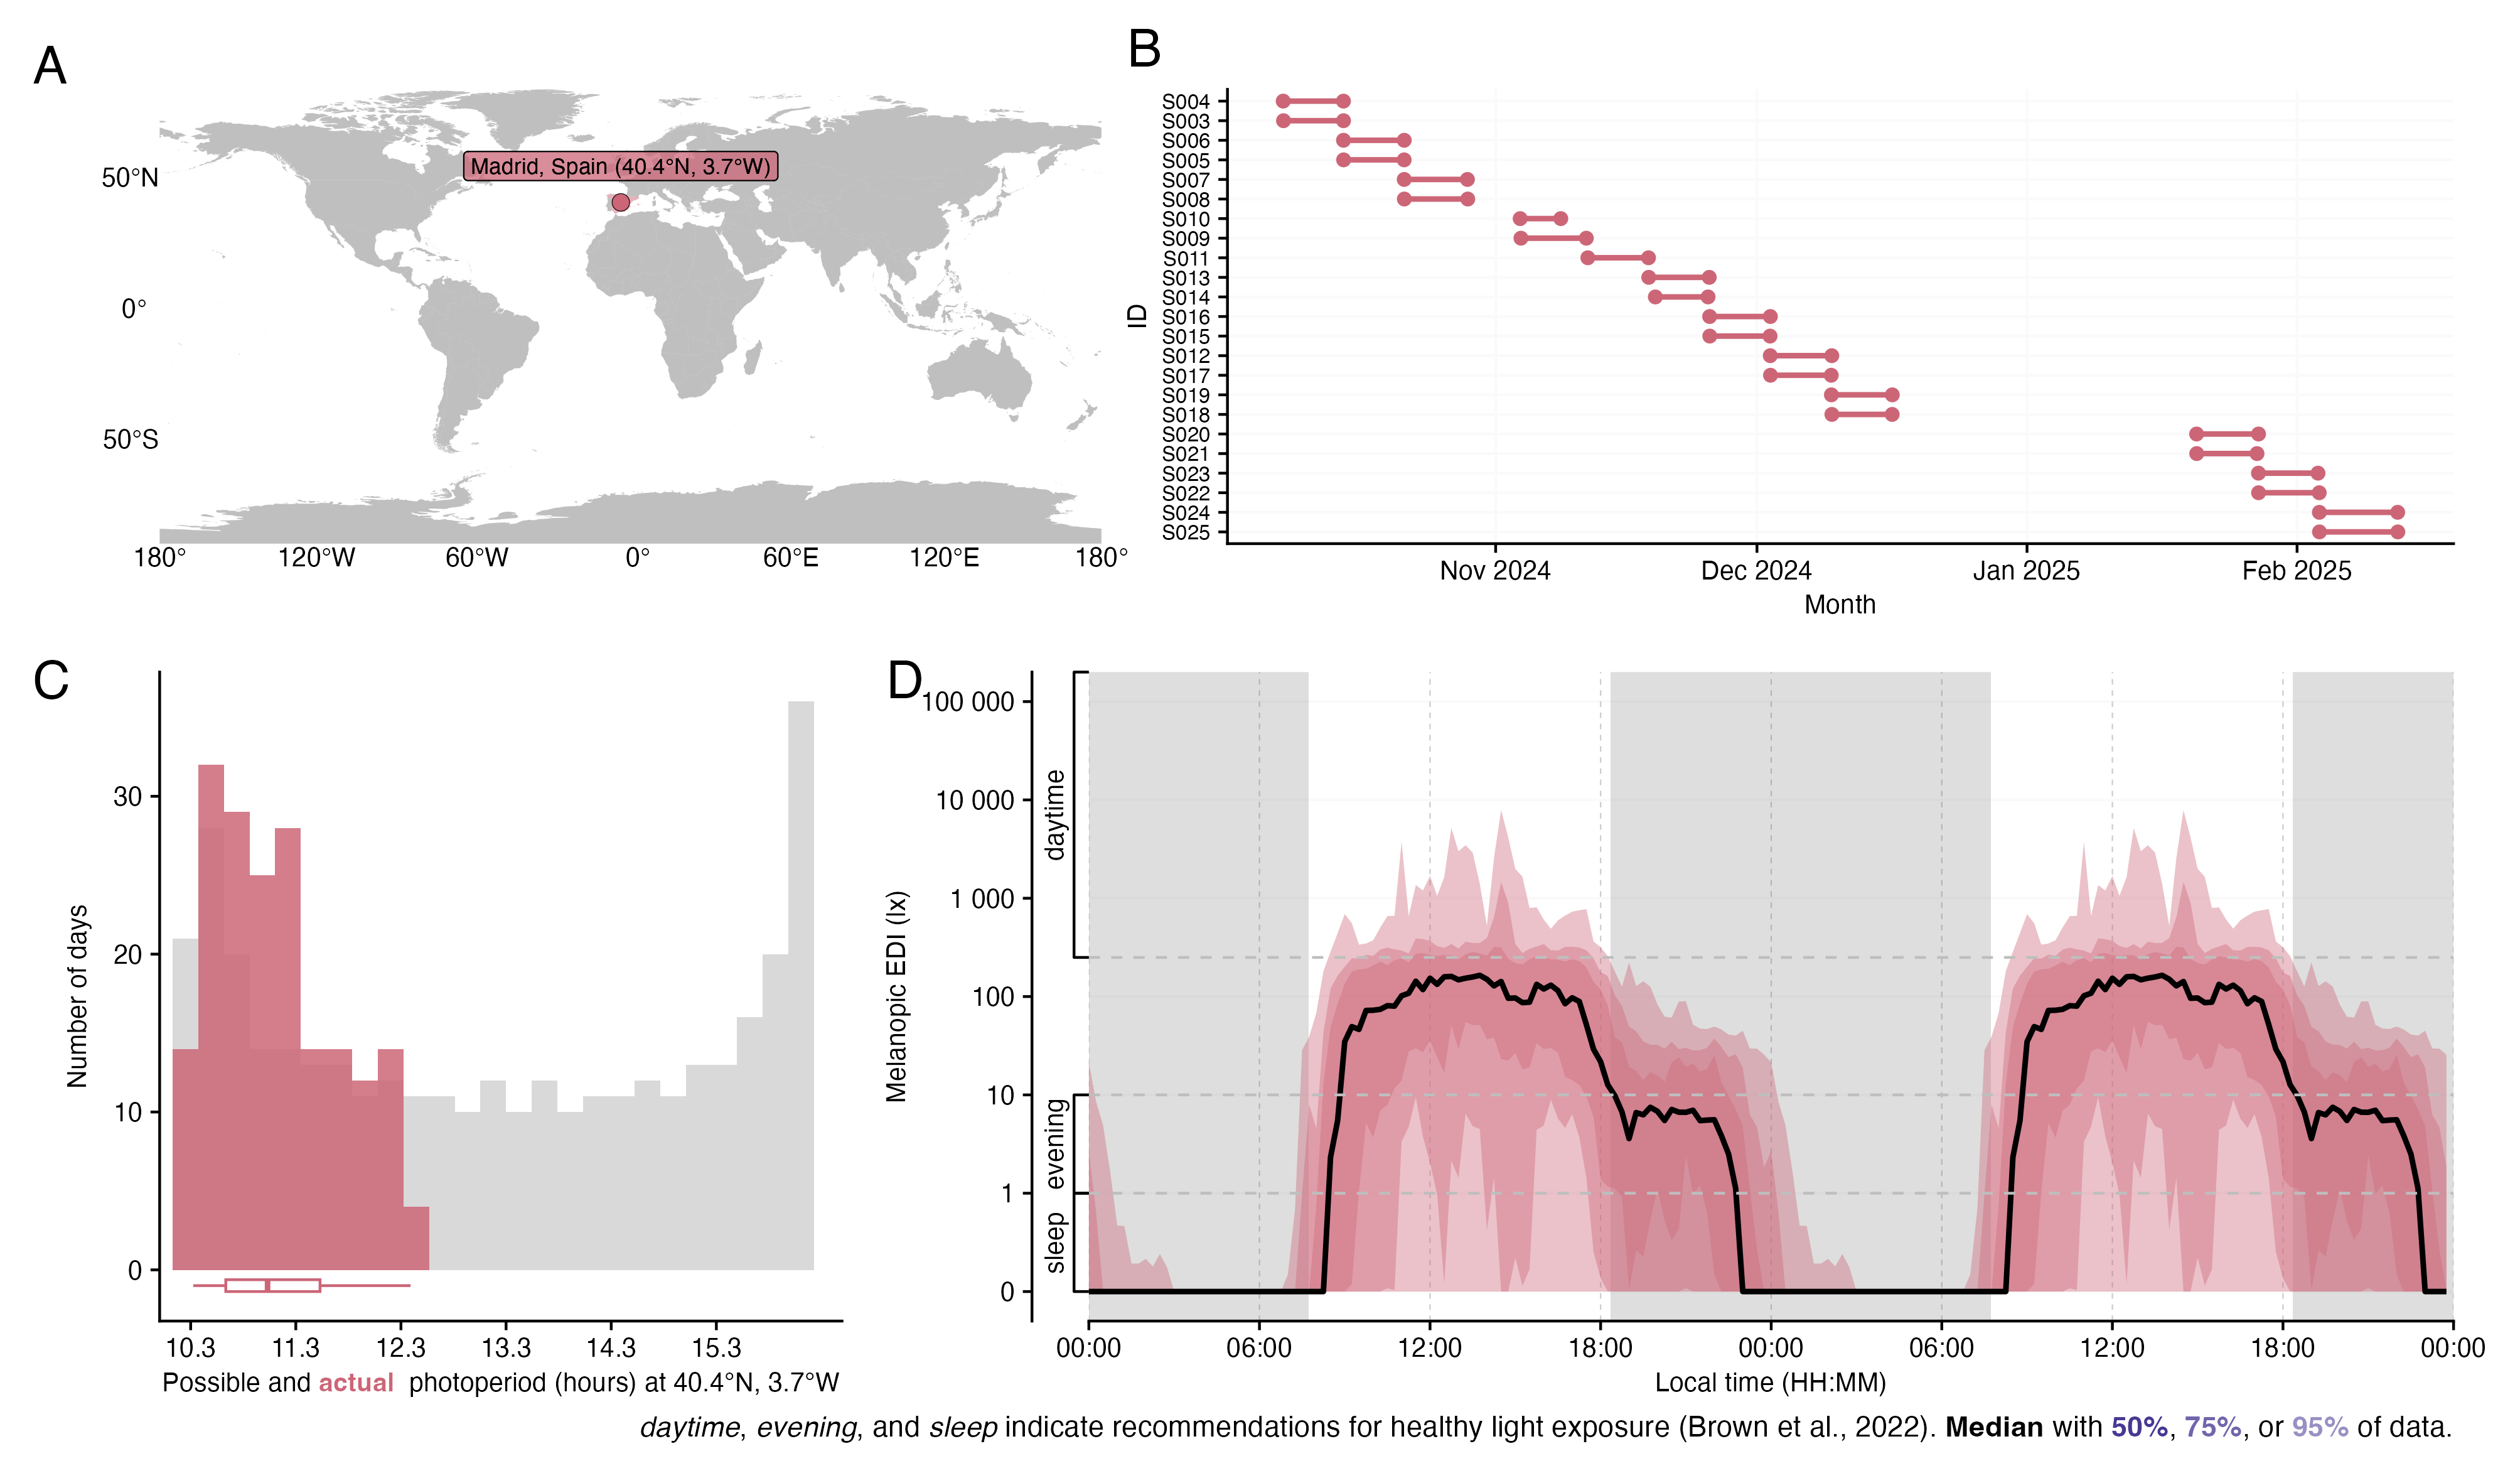 A
Madrid, Spain (40.4°N, 3.7°W)
50°N
0°
50°S
180° 120°W 60°W 0° 60°E 120°E 180°
B
ID
S004
S003
S006
S005
S007
S008
S010
S009
S011
S013
S014
S016
S015
S012
S017
S019
S018
S020
S021
S023
S022
S024
S025
Nov 2024 Dec 2024 Jan 2025 Feb 2025
Month
C
Number of days
30
20
10
0
10.3 11.3 12.3 13.3 14.3 15.3
Possible and actual photoperiod (hours) at 40.4°N, 3.7°W
D
Melanopic EDI (lx)
100 000
10 000
1 000
100
10
1
0
daytime
evening
sleep
00:00 06:00 12:00 18:00 00:00 06:00 12:00 18:00 00:00
Local time (HH:MM)
daytime, evening, and sleep indicate recommendations for healthy light exposure (Brown et al., 2022). Median with 50%, 75%, or 95% of data.